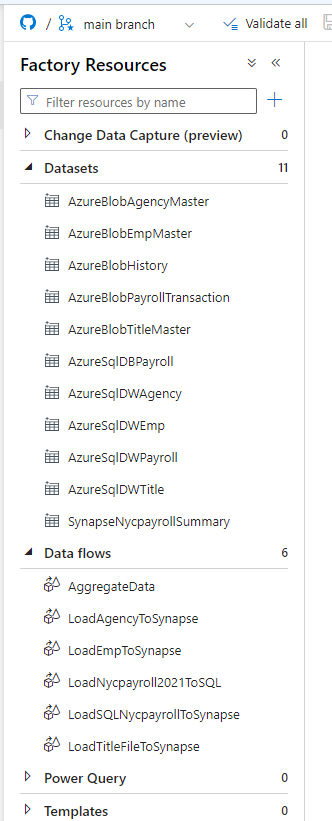 / main branch Validate all
Factory Resources
Filter resources by name
Change Data Capture (preview) 0
Datasets 11
AzureBlobAgencyMaster
AzureBlobEmpMaster
AzureBlobHistory
AzureBlobPayrollTransaction
AzureBlobTitleMaster
AzureSqlDBPayroll
AzureSqlDWAgency
AzureSqlDWEmp
AzureSqlDWPayroll
AzureSqlDWTitle
SynapseNycpayrollSummary
Data flows 6
AggregateData
LoadAgencyToSynapse
LoadEmpToSynapse
LoadNycpayroll2021ToSQL
LoadSQLNycpayrollToSynapse
LoadTitleFileToSynapse
Power Query 0
Templates 0